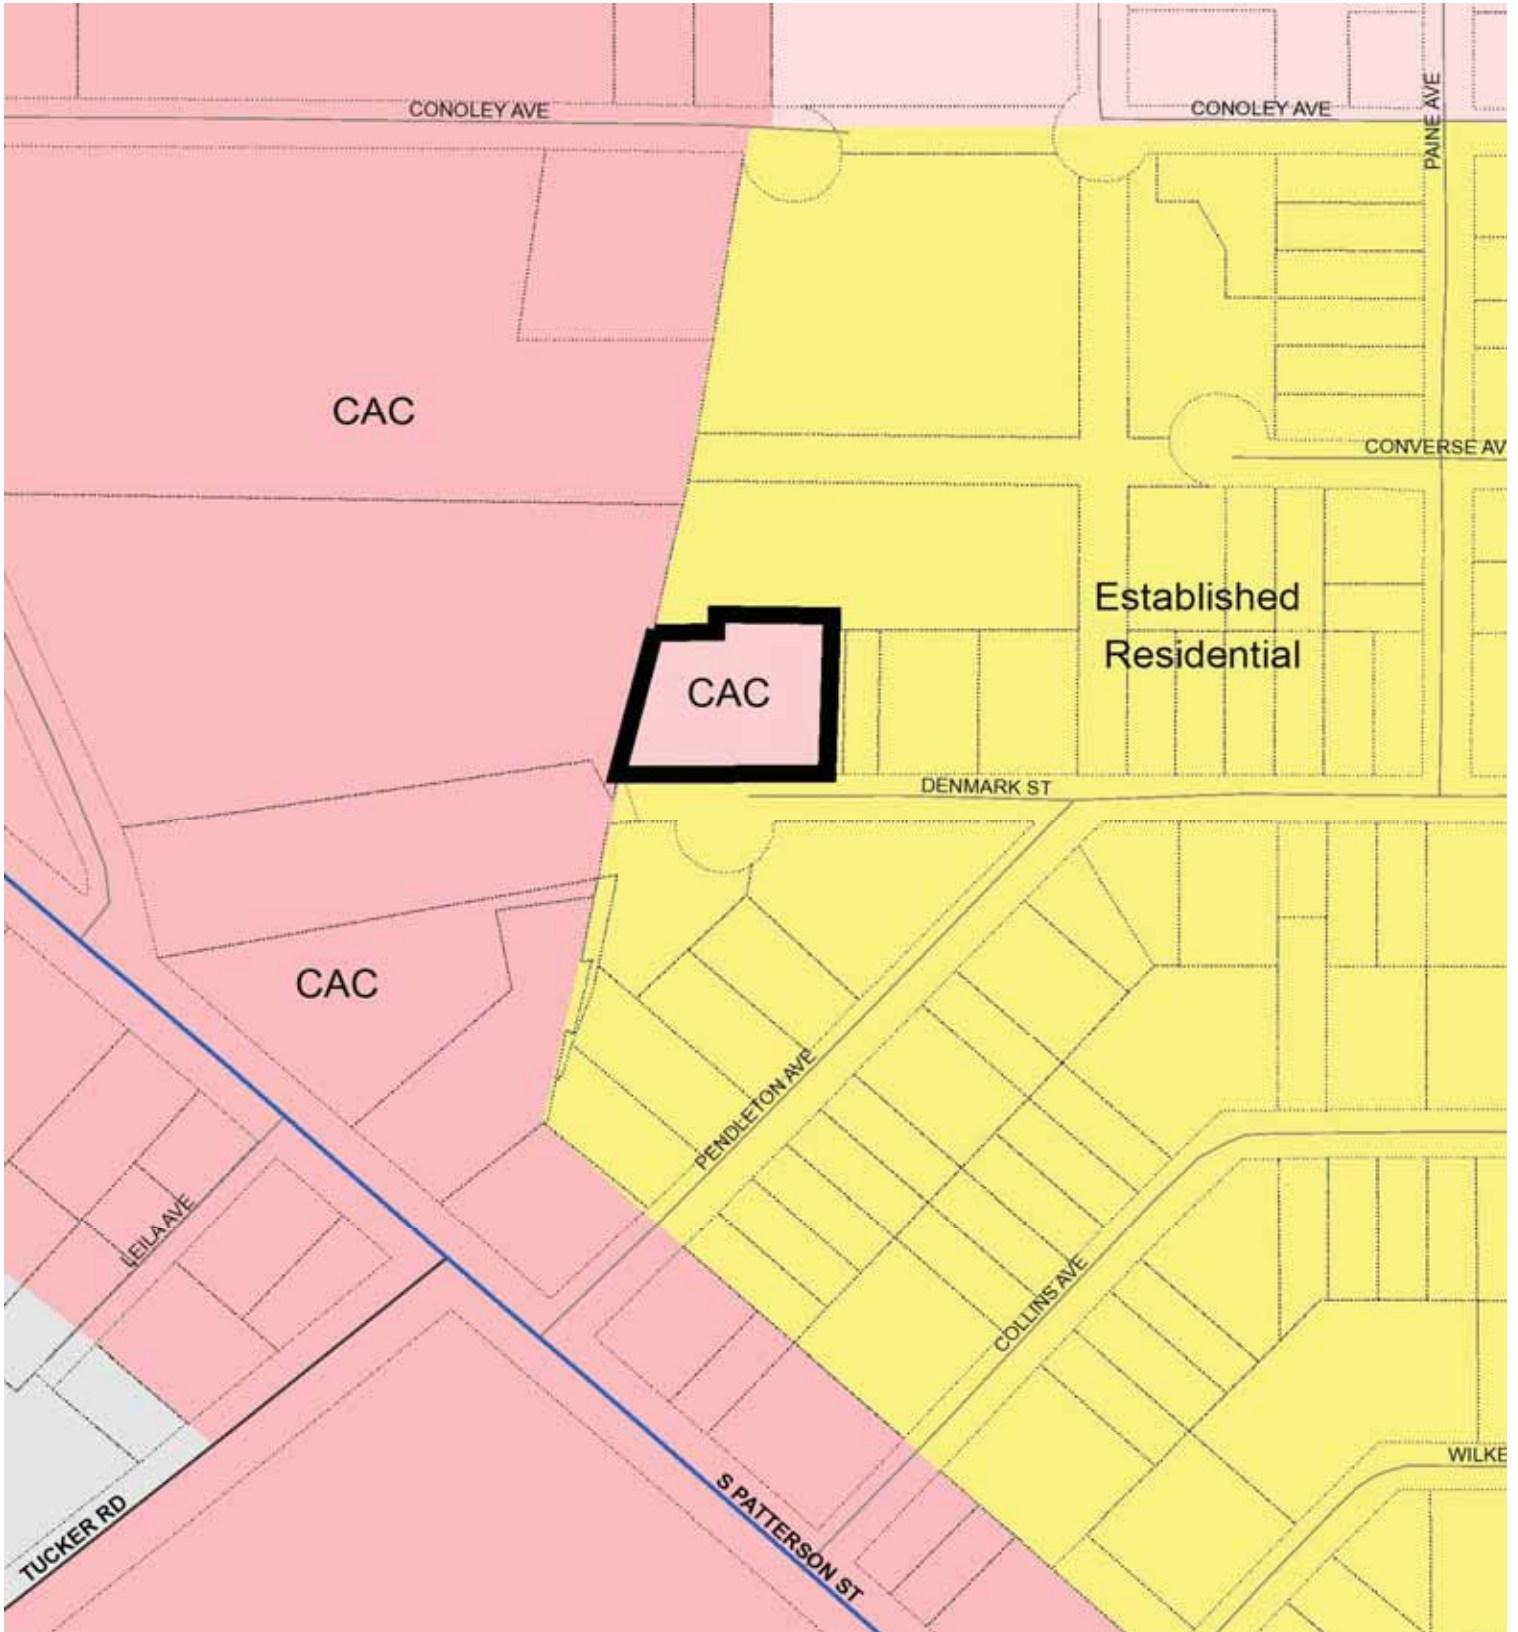 CONOLEY AVE
CONOLEY AVE
PAINE AVE
CAC
CONVERSE AV
Established
Residential
CAC
DENMARK ST
CAC
PENDLETON AVE
LEILA AVE
COLLINS AVE
WILKE
S PATTERSON ST
TUCKER RD